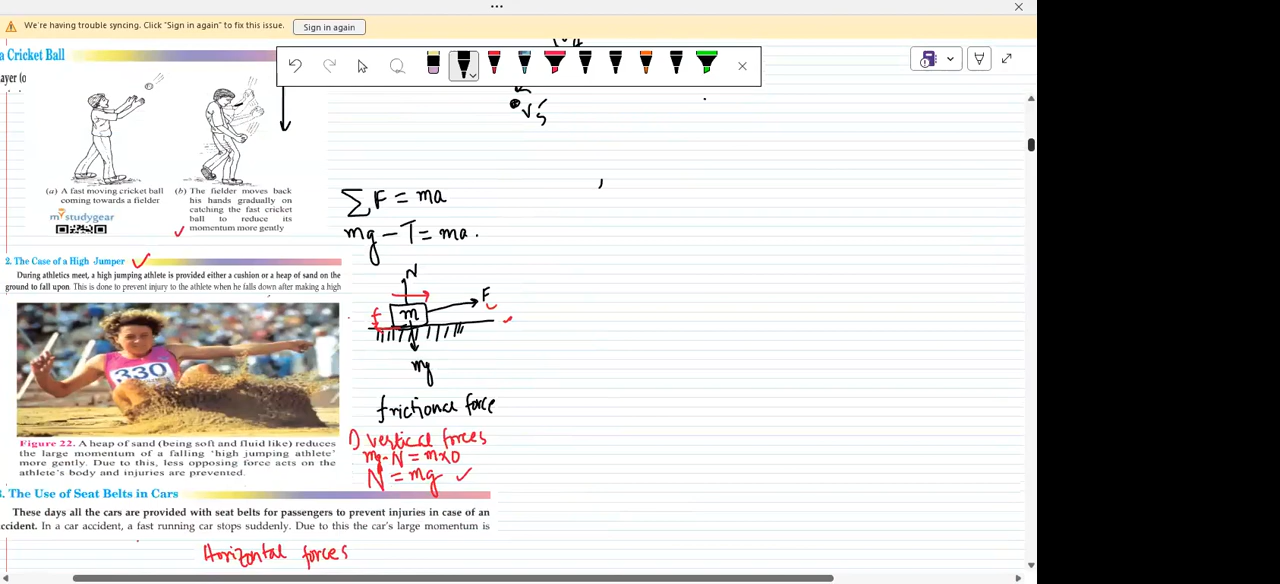 We're having trouble syncing. Click "Sign in again" to fix this issue.
Sign in again
a Cricket Ball
ayer (o
(a) A fast moving cricket ball
coming towards a fielder
(b) The fielder moves back
his hands gradually on
catching the fast cricket
ball to reduce its
momentum more gently
my studygear
2. The Case of a High Jumper
During athletics meet, a high jumping athlete is provided either a cushion or a heap of sand on the
ground to fall upon. This is done to prevent injury to the athlete when he falls down after making a high
330
Figure 22. A heap of sand (being soft and fluid like) reduces
the large momentum of a falling 'high jumping athlete'
more gently. Due to this, less opposing force acts on the
athlete's body and injuries are prevented.
. The Use of Seat Belts in Cars
These days all the cars are provided with seat belts for passengers to prevent injuries in case of an
ccident. In a car accident, a fast running car stops suddenly. Due to this the car's large momentum is
Horizontal forces
∑ F = ma
mg - T = ma.
N
F
f
m
mg
frictional force
1) vertical forces
mg - N = m×0
N = mg